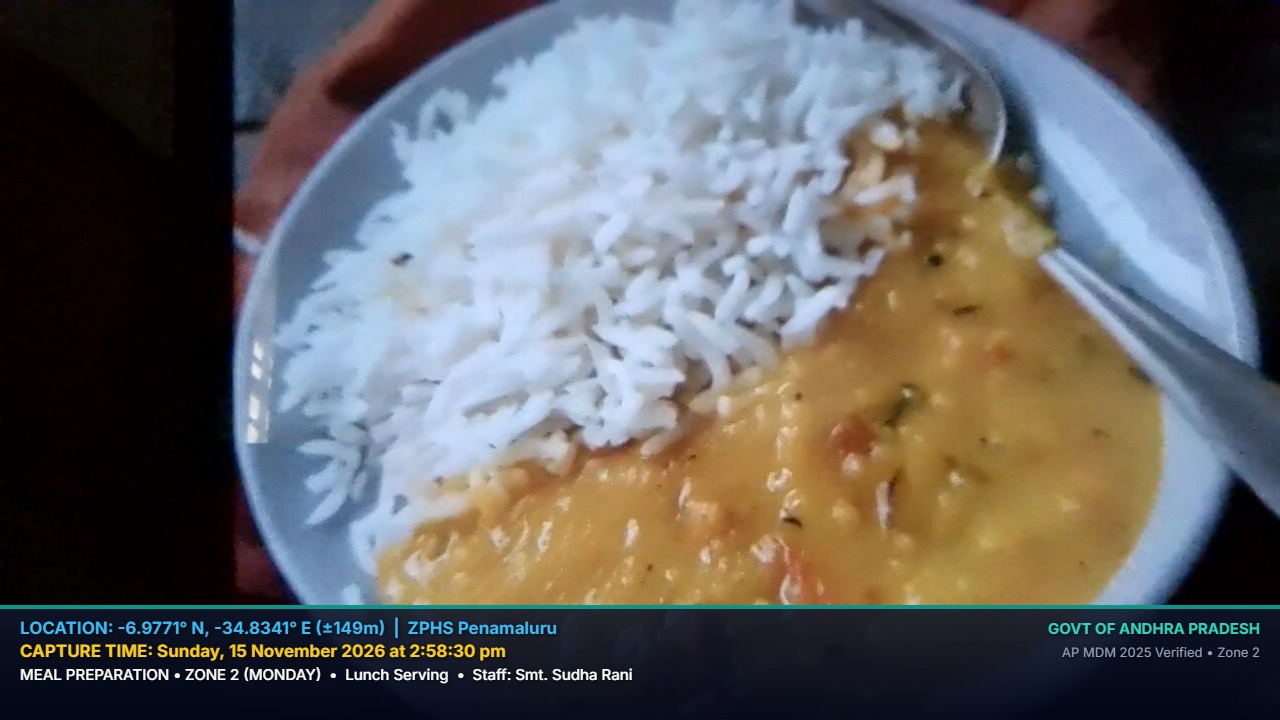 LOCATION: -6.9771° N, -34.8341° E (±149m) | ZPHS Penamaluru
CAPTURE TIME: Sunday, 15 November 2026 at 2:58:30 pm
MEAL PREPARATION • ZONE 2 (MONDAY) • Lunch Serving • Staff: Smt. Sudha Rani
GOVT OF ANDHRA PRADESH
AP MDM 2025 Verified • Zone 2